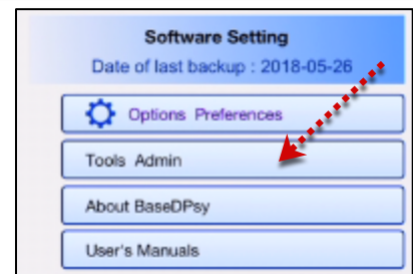 Software Setting
Date of last backup : 2018-05-26
Options Preferences
Tools Admin
About BaseDPsy
User's Manuals